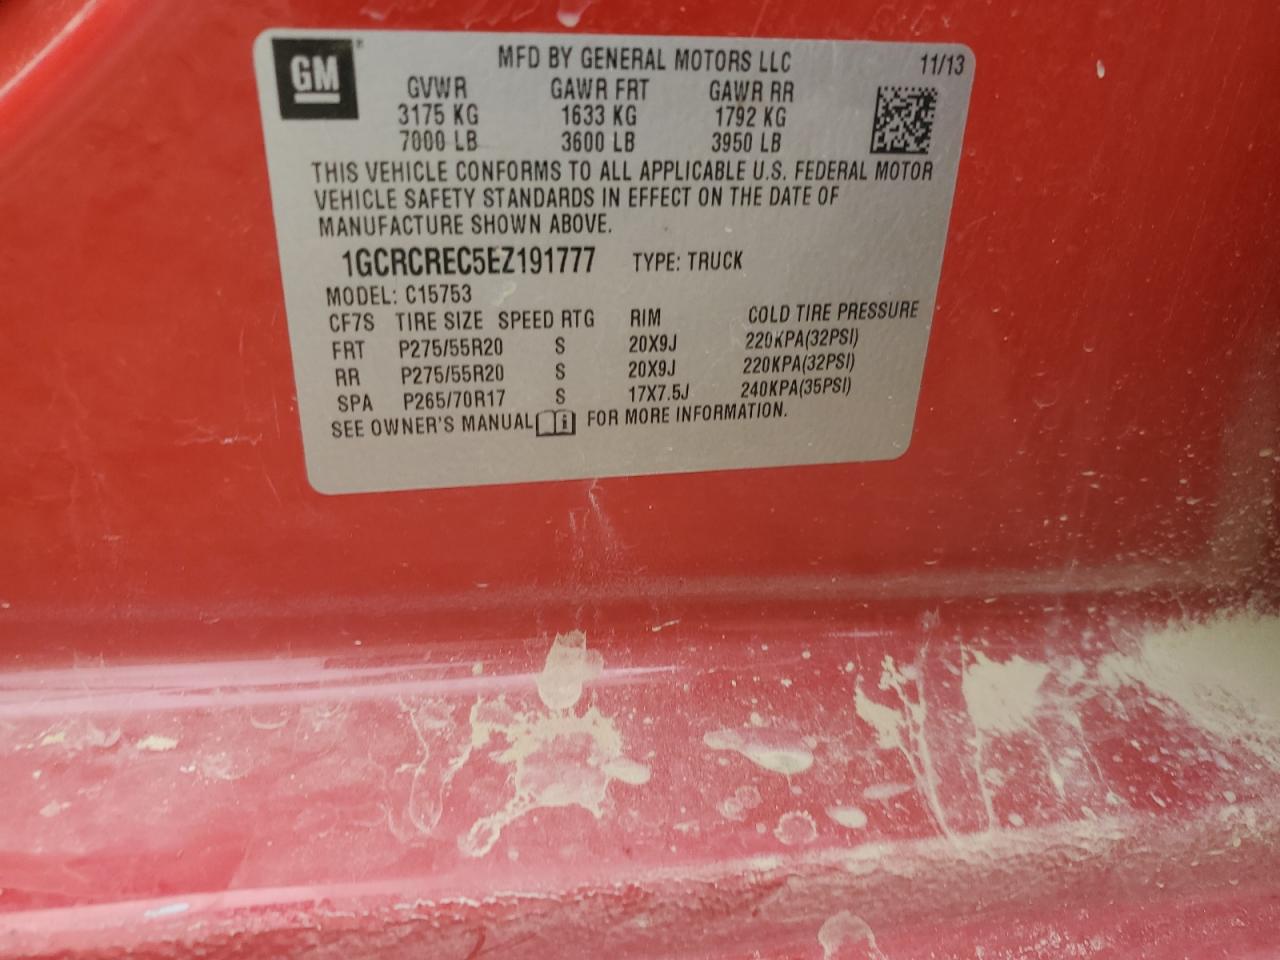 GM
MFD BY GENERAL MOTORS LLC 11/13
GVWR GAWR FRT GAWR RR
3175 KG 1633 KG 1792 KG
7000 LB 3600 LB 3950 LB
THIS VEHICLE CONFORMS TO ALL APPLICABLE U.S. FEDERAL MOTOR
VEHICLE SAFETY STANDARDS IN EFFECT ON THE DATE OF
MANUFACTURE SHOWN ABOVE.
1GCRCREC5EZ191777 TYPE: TRUCK
MODEL: C15753
CF7S TIRE SIZE SPEED RTG RIM COLD TIRE PRESSURE
FRT P275/55R20 S 20X9J 220KPA(32PSI)
RR P275/55R20 S 20X9J 220KPA(32PSI)
SPA P265/70R17 S 17X7.5J 240KPA(35PSI)
SEE OWNER'S MANUAL i FOR MORE INFORMATION.